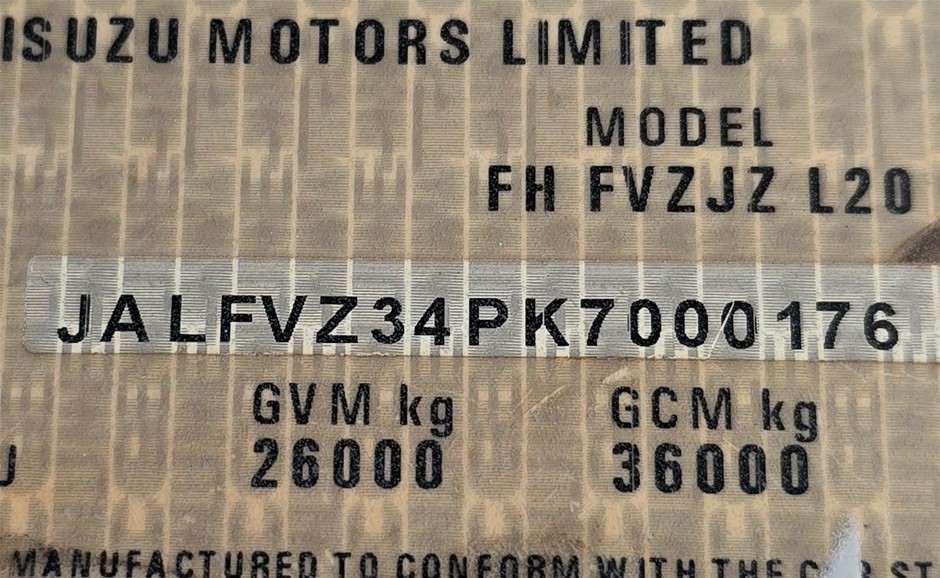 ISUZU MOTORS LIMITED
MODEL
FH FVZJZ L20
JALFVZ34PK7000176
GVM kg GCM kg
J 26000 36000
MANUFACTURED TO CONFORM WITH THE